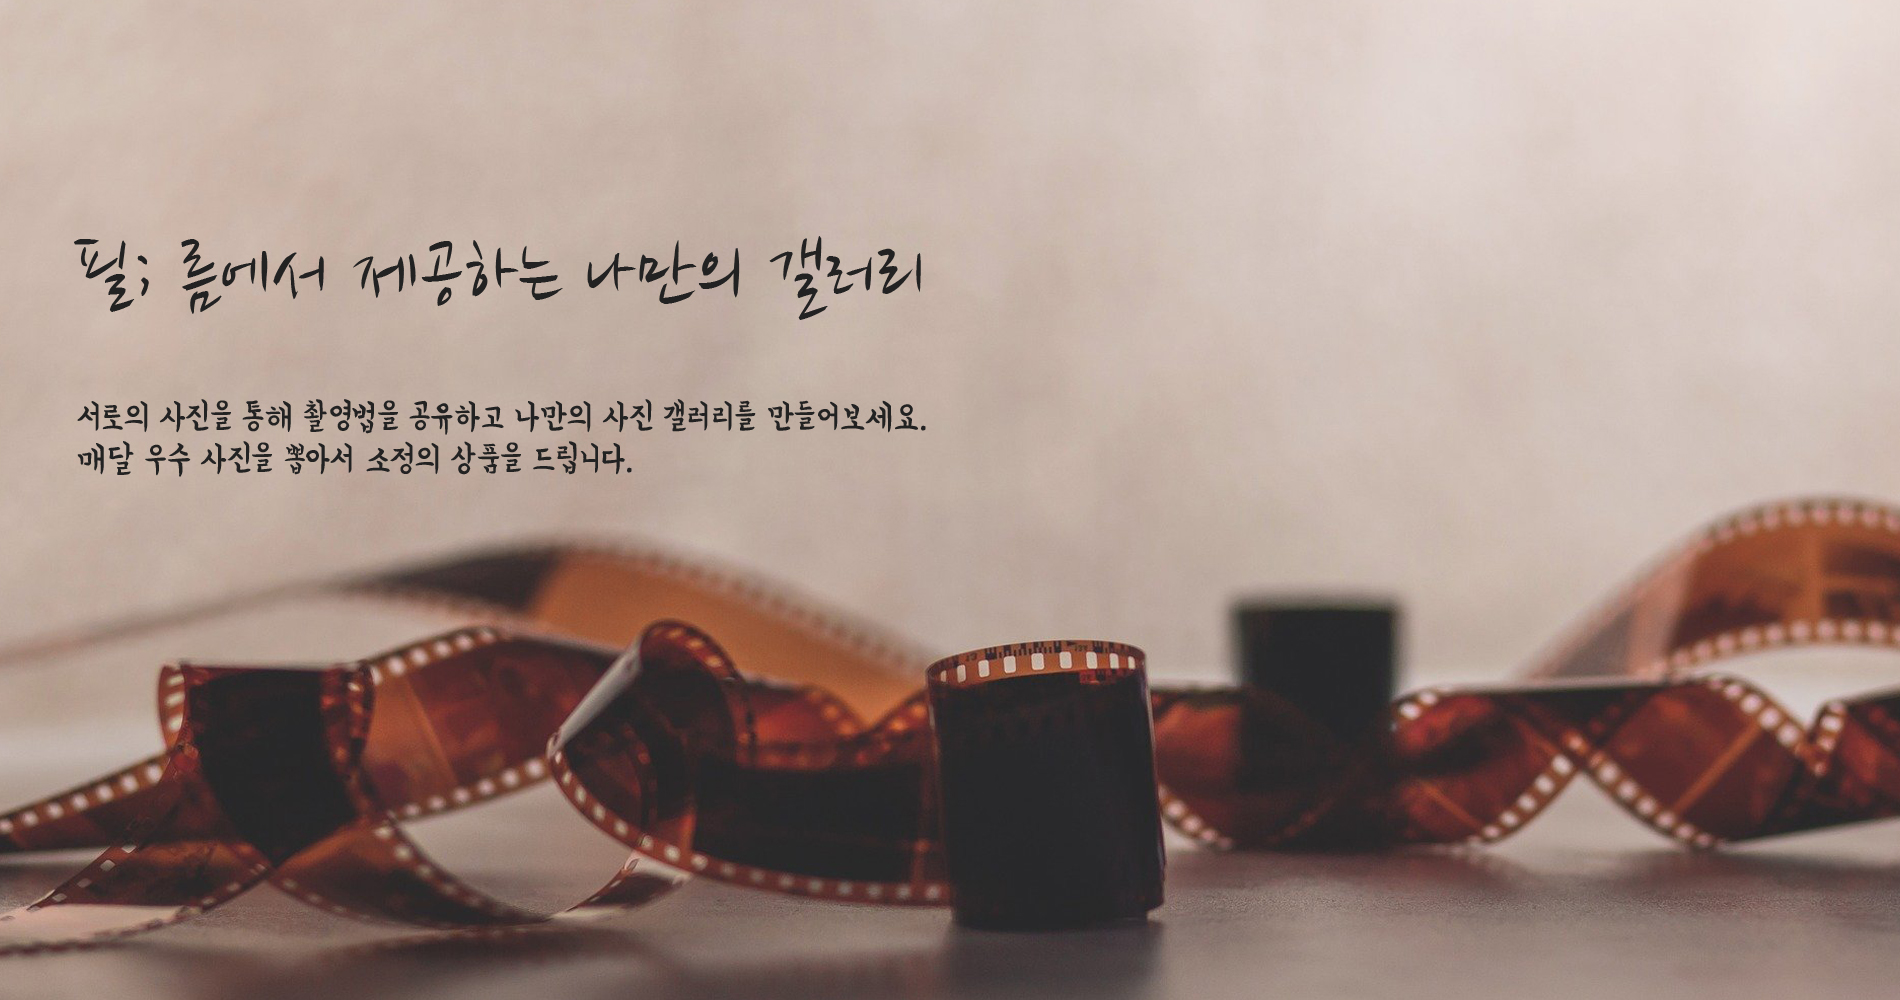 필; 름에서 제공하는 나만의 갤러리
서로의 사진을 통해 촬영법을 공유하고 나만의 사진 갤러리를 만들어보세요.
매달 우수 사진을 뽑아서 소정의 상품을 드립니다.